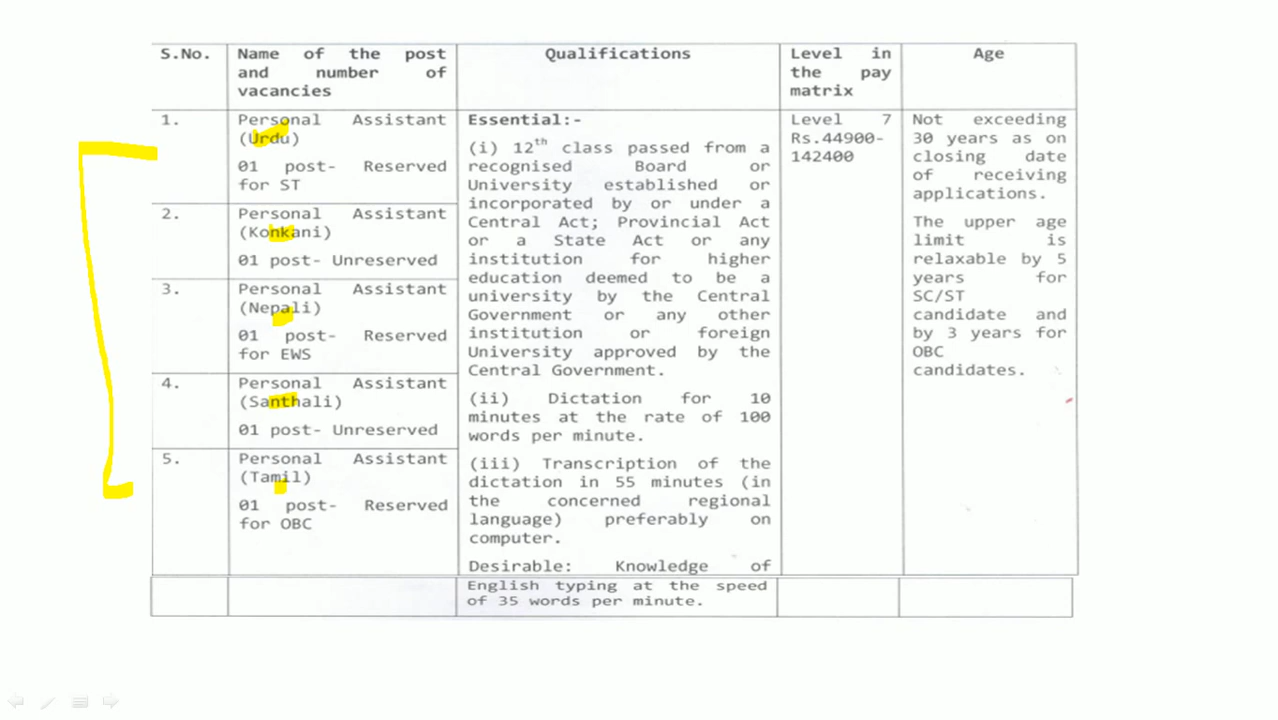 S.No.
Name of the post
and number of
vacancies
Qualifications
Level in
the pay
matrix
Age
1.
Personal Assistant
(Urdu)
01 post- Reserved
for ST
2.
Personal Assistant
(Konkani)
01 post- Unreserved
3.
Personal Assistant
(Nepali)
01 post- Reserved
for EWS
4.
Personal Assistant
(Santhali)
01 post- Unreserved
5.
Personal Assistant
(Tamil)
01 post- Reserved
for OBC
Essential:-
(i) 12th class passed from a
recognised Board or
University established or
incorporated by or under a
Central Act; Provincial Act
or a State Act or any
institution for higher
education deemed to be a
university by the Central
Government or any other
institution or foreign
University approved by the
Central Government.
(ii) Dictation for 10
minutes at the rate of 100
words per minute.
(iii) Transcription of the
dictation in 55 minutes (in
the concerned regional
language) preferably on
computer.
Desirable: Knowledge of
English typing at the speed
of 35 words per minute.
Level 7
Rs.44900-
142400
Not exceeding
30 years as on
closing date
of receiving
applications.
The upper age
limit is
relaxable by 5
years for
SC/ST
candidate and
by 3 years for
OBC
candidates.